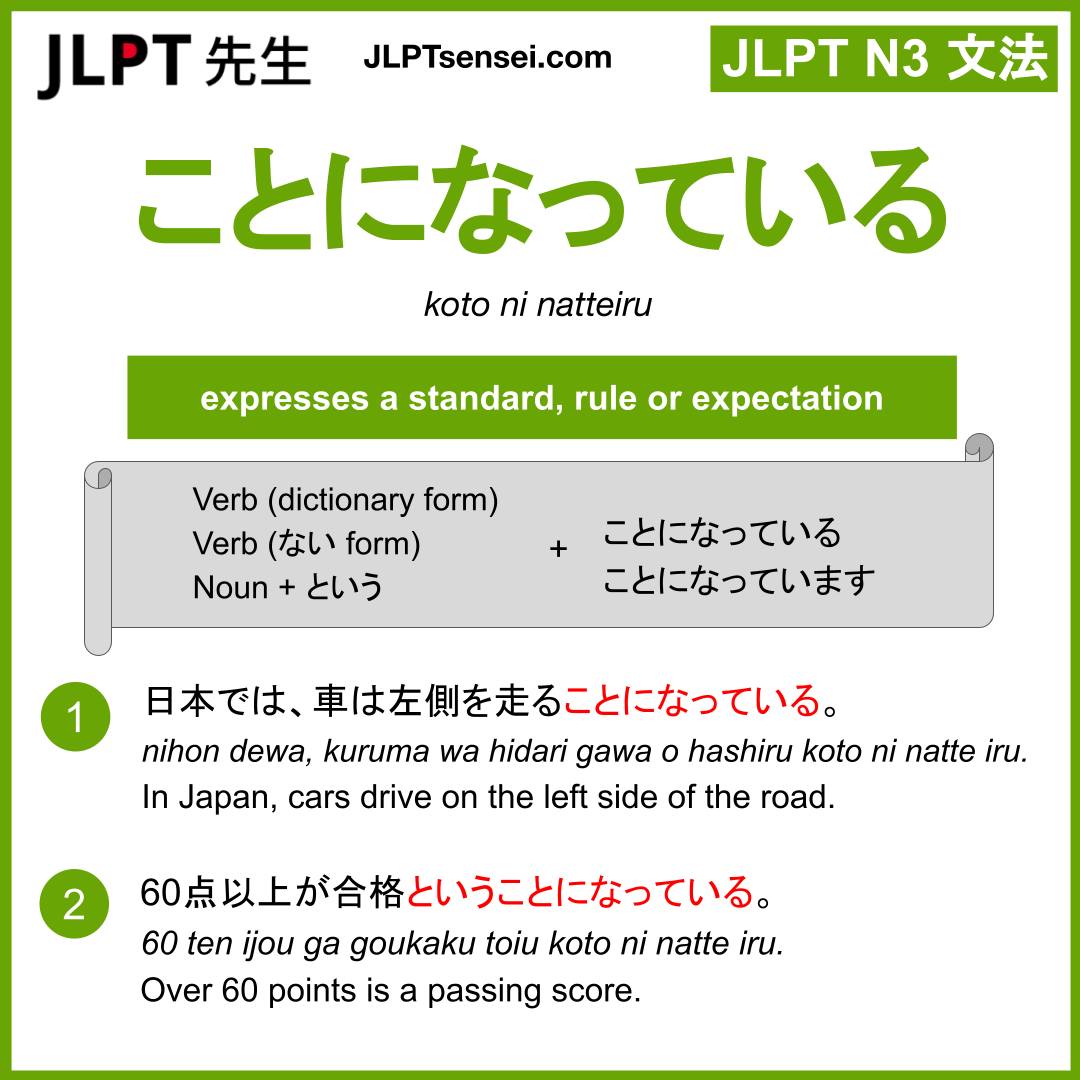 JLPT 先生
JLPTsensei.com
JLPT N3 文法
ことになっている
koto ni natteiru
expresses a standard, rule or expectation
Verb (dictionary form)
Verb (ない form)
Noun + という
+
ことになっている
ことになっています
1
日本では、車は左側を走ることになっている。
nihon dewa, kuruma wa hidari gawa o hashiru koto ni natte iru.
In Japan, cars drive on the left side of the road.
2
60点以上が合格ということになっている。
60 ten ijou ga goukaku toiu koto ni natte iru.
Over 60 points is a passing score.